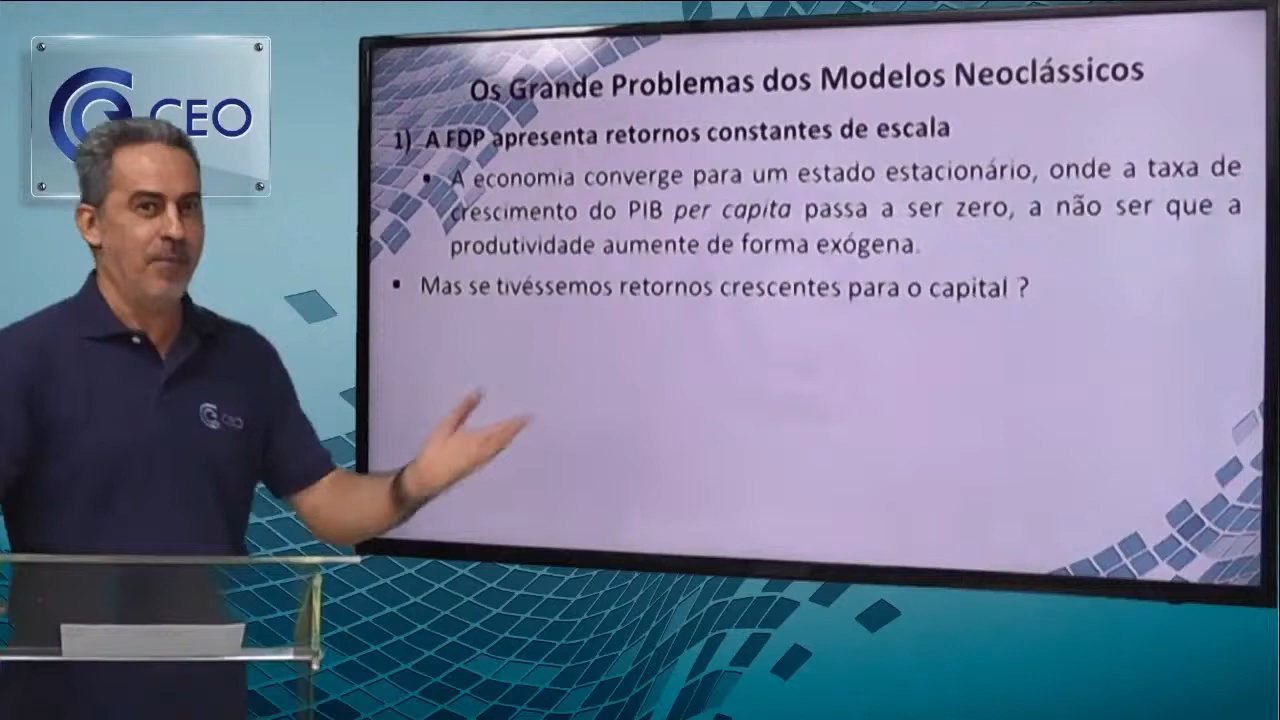 CEO
Os Grande Problemas dos Modelos Neoclássicos
1) A FDP apresenta retornos constantes de escala
• A economia converge para um estado estacionário, onde a taxa de
crescimento do PIB per capita passa a ser zero, a não ser que a
produtividade aumente de forma exógena.
▪ Mas se tivéssemos retornos crescentes para o capital ?
CEO